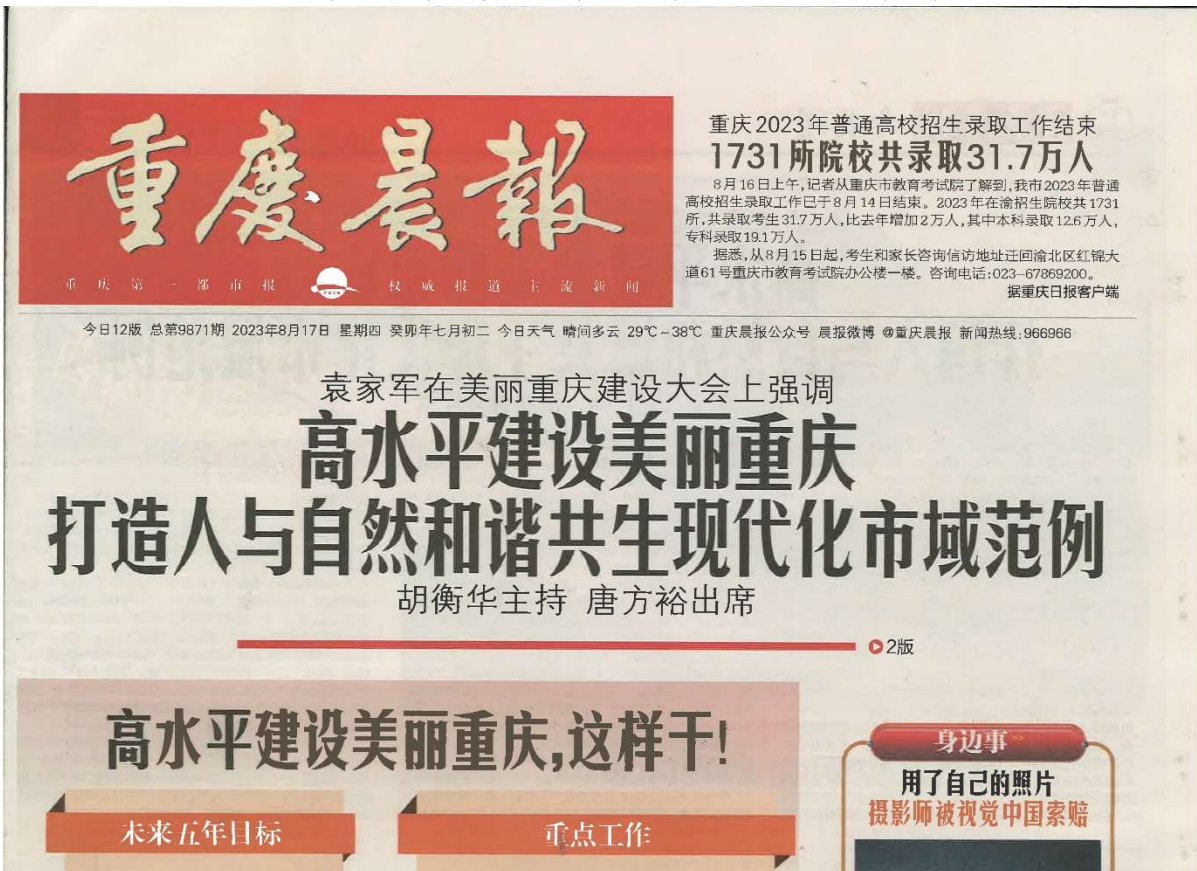 重慶晨報
重庆第一都市报 权威报道 主流新闻
重庆2023年普通高校招生录取工作结束
1731所院校共录取31.7万人
8月16日上午,记者从重庆市教育考试院了解到,我市2023年普通
高校招生录取工作已于8月14日结束。2023年在渝招生院校共1731
所,共录取考生31.7万人,比去年增加2万人,其中本科录取12.6万人,
专科录取19.1万人。
据悉,从8月15日起,考生和家长咨询信访地址迁回渝北区红锦大
道61号重庆市教育考试院办公楼一楼。咨询电话:023-67869200。
据重庆日报客户端
今日12版 总第9871期 2023年8月17日 星期四 癸卯年七月初二 今日天气 晴间多云 29℃~38℃ 重庆晨报公众号 晨报微博 @重庆晨报 新闻热线:966966
袁家军在美丽重庆建设大会上强调
高水平建设美丽重庆
打造人与自然和谐共生现代化市域范例
胡衡华主持 唐方裕出席
2版
高水平建设美丽重庆,这样干!
未来五年目标
重点工作
身边事
用了自己的照片
摄影师被视觉中国索赔